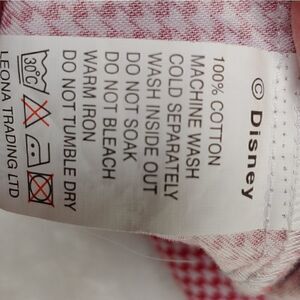 © Disney
100% COTTON
MACHINE WASH
COLD SEPARATELY
WASH INSIDE OUT
DO NOT SOAK
DO NOT BLEACH
WARM IRON
DO NOT TUMBLE DRY
30°
LEONA TRADING LTD